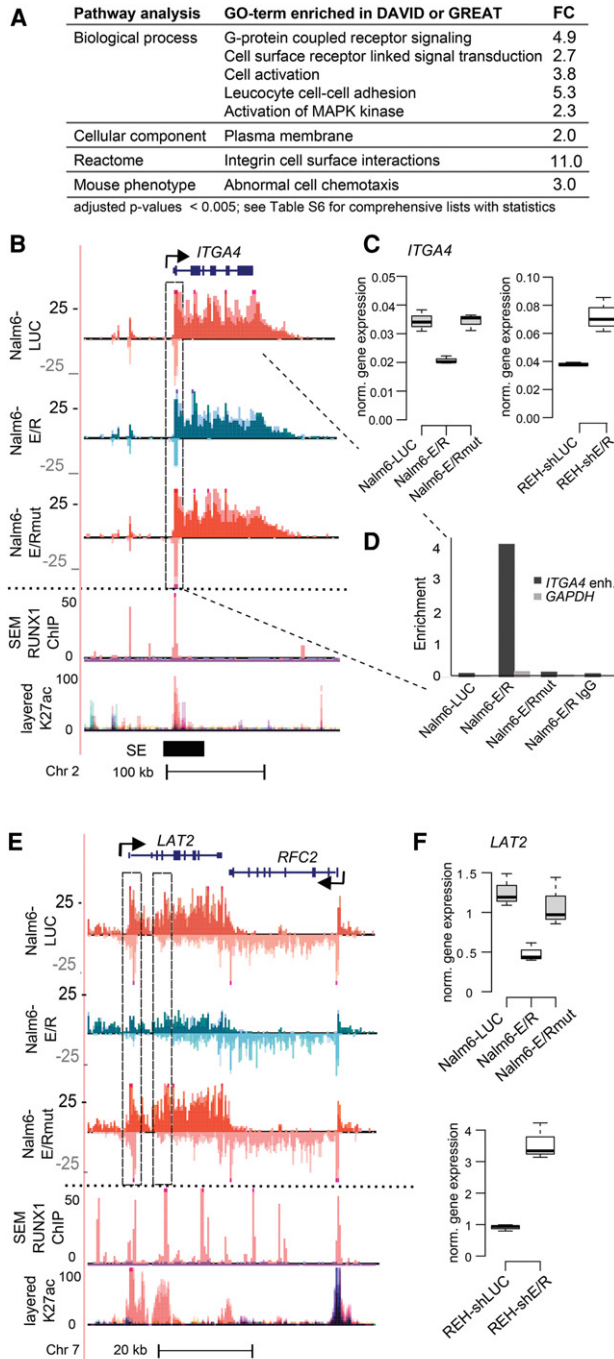 A
Pathway analysis GO-term enriched in DAVID or GREAT FC
Biological process G-protein coupled receptor signaling 4.9
Cell surface receptor linked signal transduction 2.7
Cell activation 3.8
Leucocyte cell-cell adhesion 5.3
Activation of MAPK kinase 2.3
Cellular component Plasma membrane 2.0
Reactome Integrin cell surface interactions 11.0
Mouse phenotype Abnormal cell chemotaxis 3.0
adjusted p-values < 0.005; see Table S6 for comprehensive lists with statistics
B
ITGA4
25
Nalm6-
LUC
-25
25
Nalm6-
E/R
-25
25
Nalm6-
E/Rmut
-25
50
SEM
RUNX1
ChIP
0
100
layered
K27ac
0
SE
Chr 2 100 kb
C
ITGA4
norm. gene expression
0.05
0.04
0.03
0.02
0.01
0.00
Nalm6-LUC
Nalm6-E/R
Nalm6-E/Rmut
norm. gene expression
0.10
0.08
0.06
0.04
0.02
0.00
REH-shLUC
REH-shE/R
D
Enrichment
4
3
2
1
0
ITGA4 enh.
GAPDH
Nalm6-LUC
Nalm6-E/R
Nalm6-E/Rmut
Nalm6-E/R IgG
E
LAT2
RFC2
25
Nalm6-
LUC
-25
25
Nalm6-
E/R
-25
25
Nalm6-
E/Rmut
-25
50
SEM
RUNX1
ChIP
0
100
layered
K27ac
0
Chr 7 20 kb
F
LAT2
norm. gene expression
1.5
1
0.5
0
Nalm6-LUC
Nalm6-E/R
Nalm6-E/Rmut
norm. gene expression
4
3
2
1
0
REH-shLUC
REH-shE/R